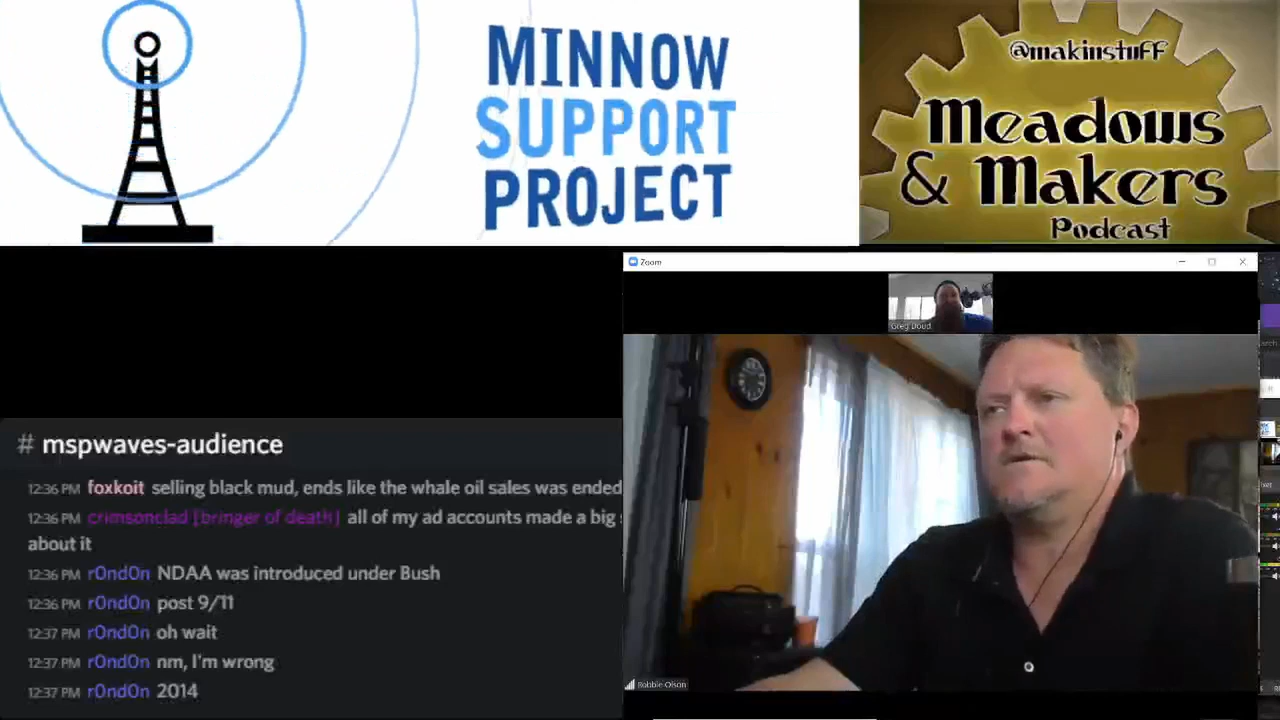 MINNOW
SUPPORT
PROJECT
@makinstuff
Meadows
& Makers
Podcast
Zoom
Greg Doud
# mspwaves-audience
12:36 PM foxkoit selling black mud, ends like the whale oil sales was ended
12:36 PM crimsonclad [bringer of death] all of my ad accounts made a big
about it
12:36 PM r0nd0n NDAA was introduced under Bush
12:36 PM r0nd0n post 9/11
12:37 PM r0nd0n oh wait
12:37 PM r0nd0n nm, I'm wrong
12:37 PM r0nd0n 2014
Robbie Olson